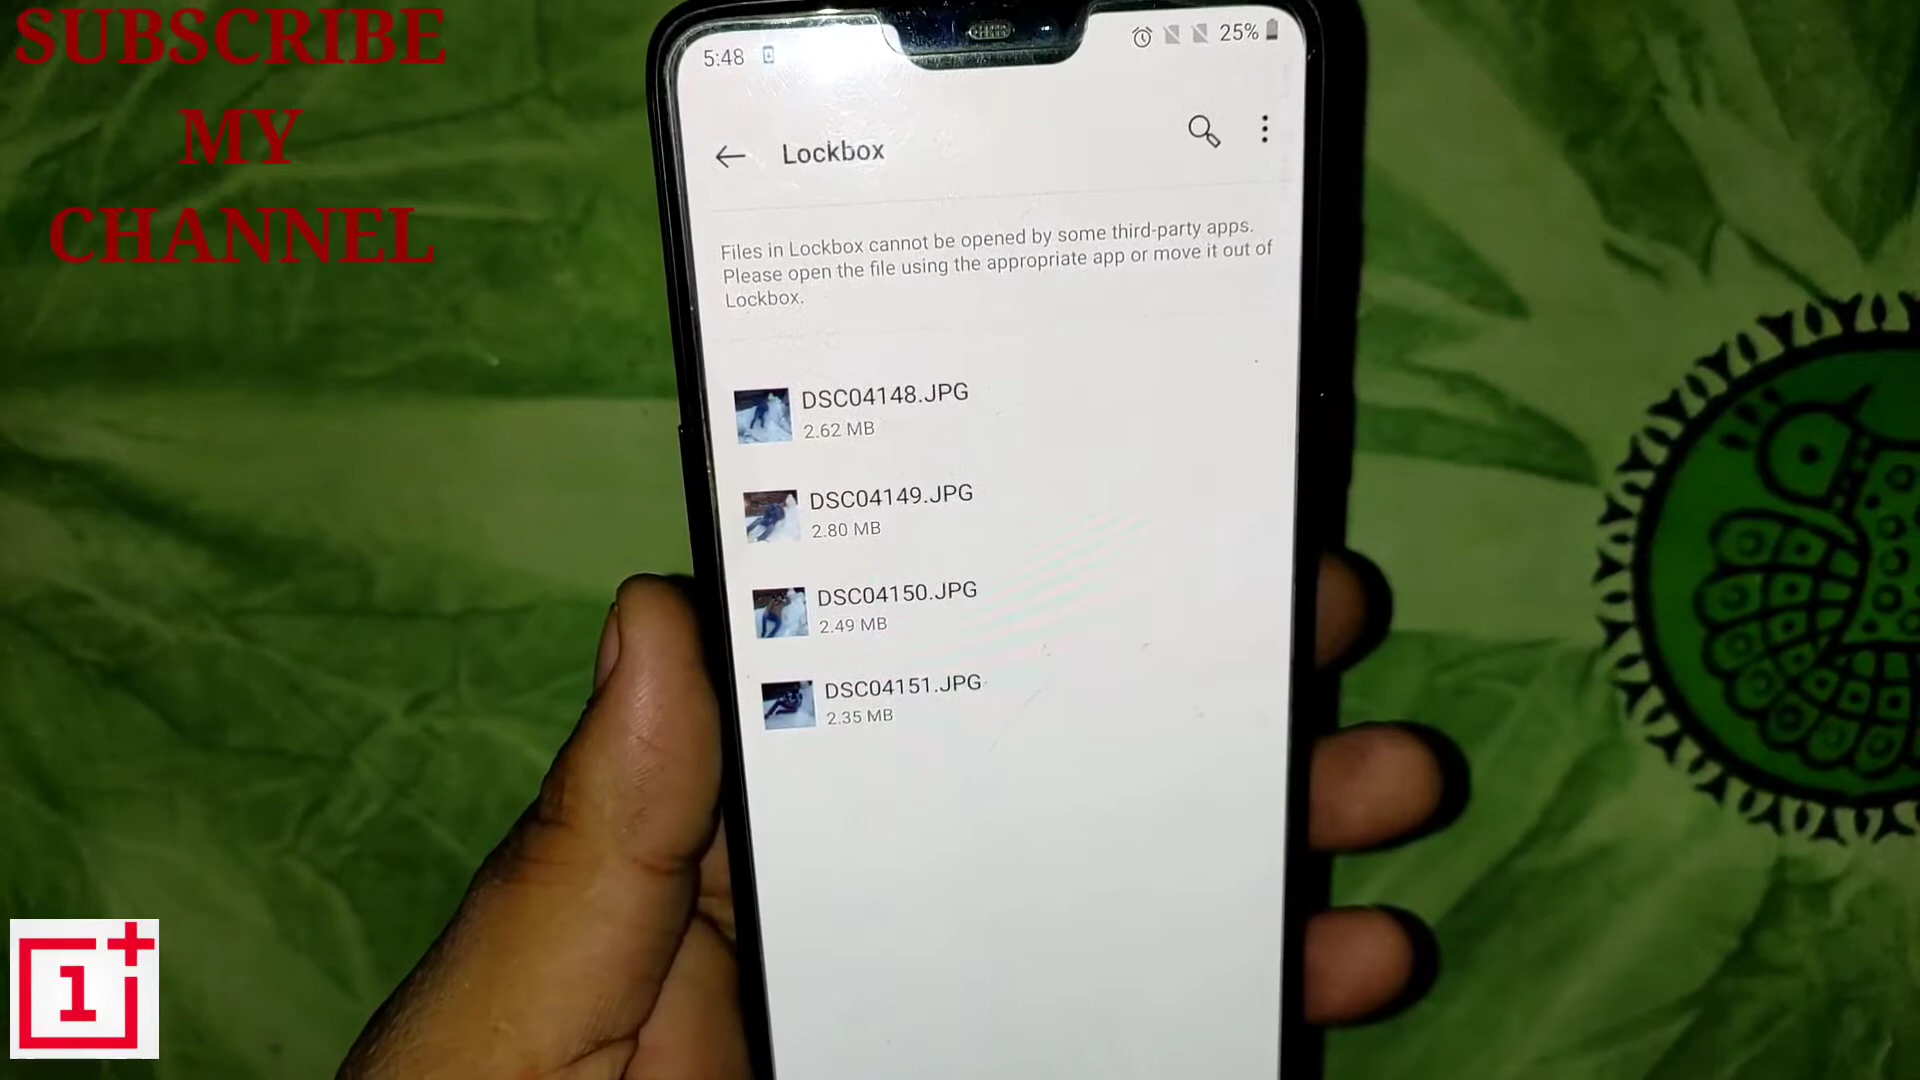 SUBSCRIBE
MY
CHANNEL
5:48
25%
Lockbox
Files in Lockbox cannot be opened by some third-party apps.
Please open the file using the appropriate app or move it out of
Lockbox.
DSC04148.JPG
2.62 MB
DSC04149.JPG
2.80 MB
DSC04150.JPG
2.49 MB
DSC04151.JPG
2.35 MB
1+